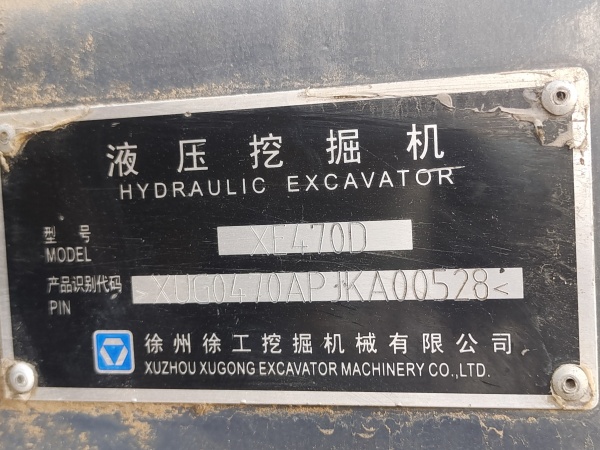 液压挖掘机
HYDRAULIC EXCAVATOR
型号 XE470D
MODEL
产品识别代码 >XUG0470APJKA00528<
PIN
徐州徐工挖掘机械有限公司
XUZHOU XUGONG EXCAVATOR MACHINERY CO.,LTD.